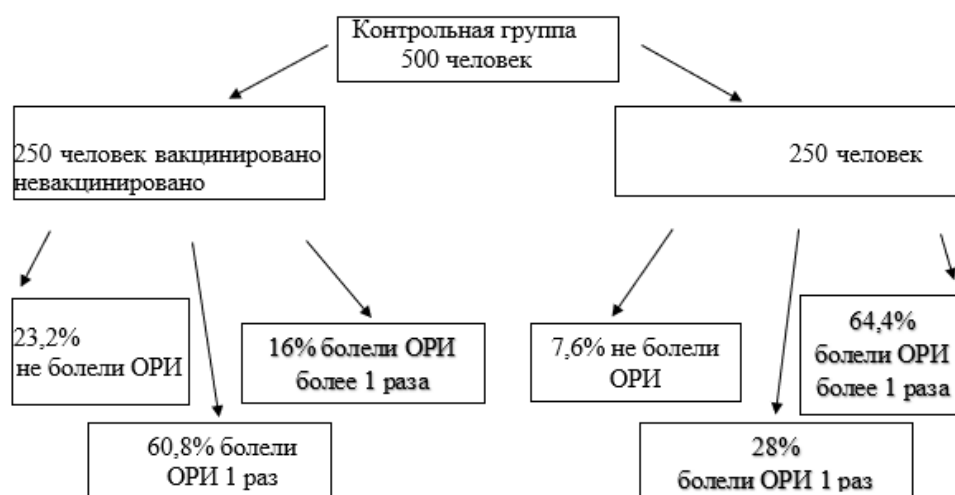 Контрольная группа
500 человек
250 человек вакцинировано
невакцинировано
250 человек
23,2%
не болели ОРИ
16% болели ОРИ
более 1 раза
7,6% не болели
ОРИ
64,4%
болели ОРИ
более 1 раза
60,8% болели
ОРИ 1 раз
28%
болели ОРИ 1 раз